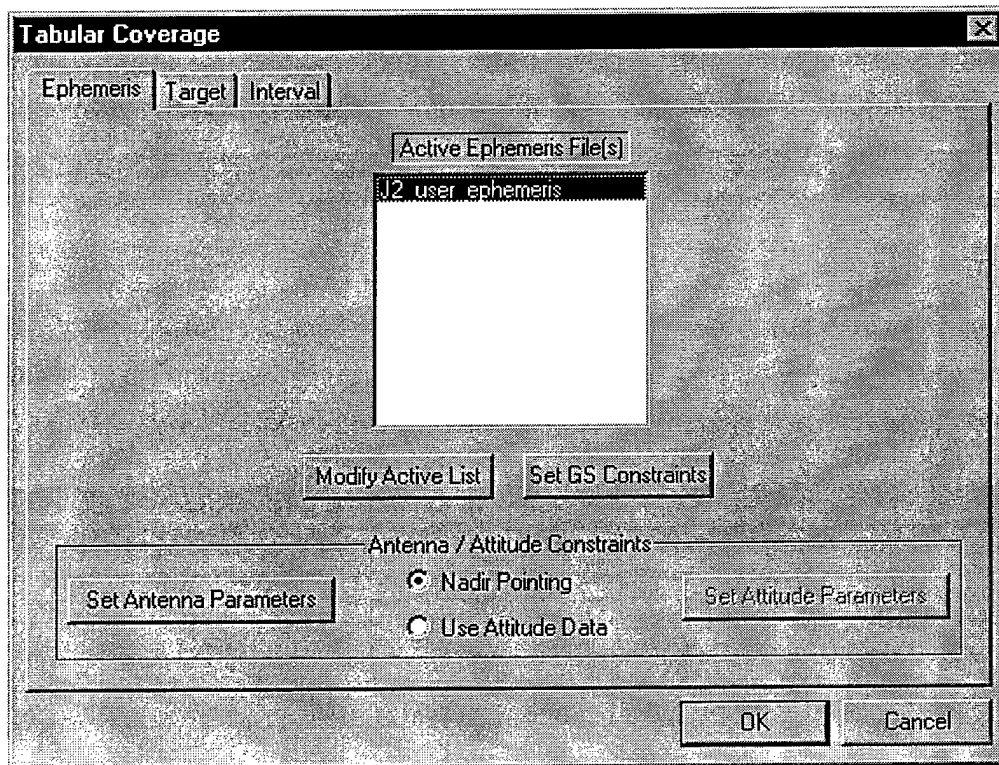 Tabular Coverage
Ephemeris Target Interval
Active Ephemeris File(s)
J2_user_ephemeris
Modify Active List Set GS Constraints
Antenna / Attitude Constraints
Set Antenna Parameters
Nadir Pointing
Set Attitude Parameters
Use Attitude Data
OK Cancel